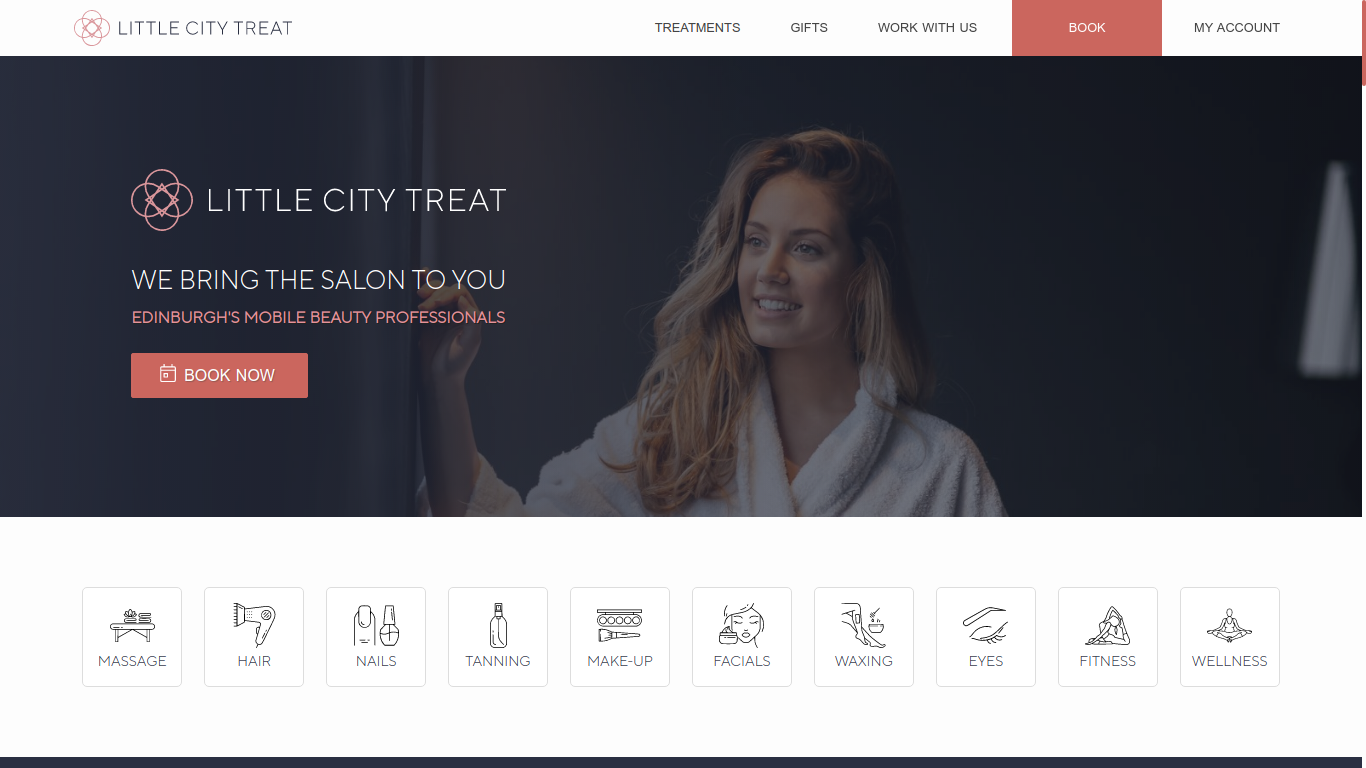 LITTLE CITY TREAT
TREATMENTS
GIFTS
WORK WITH US
BOOK
MY ACCOUNT
LITTLE CITY TREAT
WE BRING THE SALON TO YOU
EDINBURGH'S MOBILE BEAUTY PROFESSIONALS
BOOK NOW
MASSAGE
HAIR
NAILS
TANNING
MAKE-UP
FACIALS
WAXING
EYES
FITNESS
WELLNESS